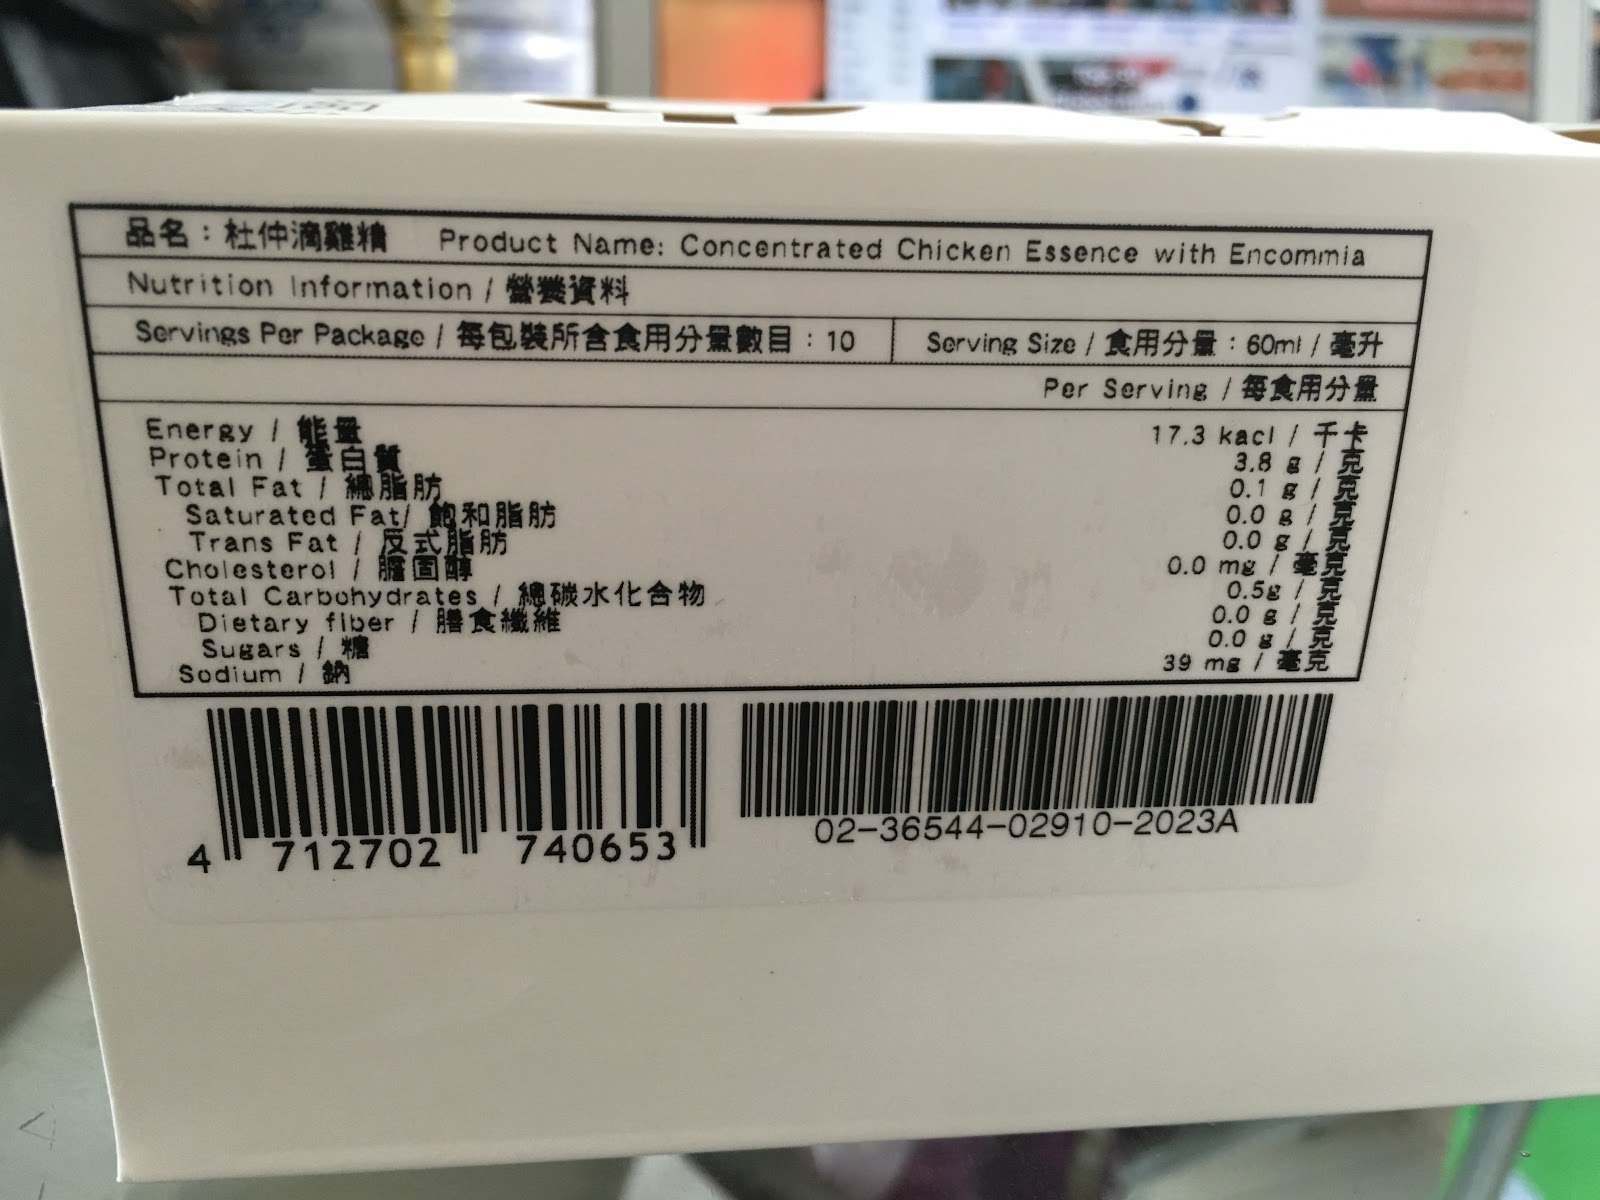 品名：杜仲滴雞精 Product Name: Concentrated Chicken Essence with Encommia
Nutrition Information / 營養資料
Servings Per Package / 每包裝所含食用分量數目：10 Serving Size / 食用分量：60ml / 毫升
Per Serving / 每食用分量
Energy / 能量 17.3 kacl / 千卡
Protein / 蛋白質 3.8 g / 克
Total Fat / 總脂肪 0.1 g / 克
Saturated Fat/ 飽和脂肪 0.0 g / 克
Trans Fat / 反式脂肪 0.0 g / 克
Cholesterol / 膽固醇 0.0 mg / 毫克
Total Carbohydrates / 總碳水化合物 0.5g / 克
Dietary fiber / 膳食纖維 0.0 g / 克
Sugars / 糖 0.0 g / 克
Sodium / 鈉 39 mg / 毫克
4 712702 740653
02-36544-02910-2023A